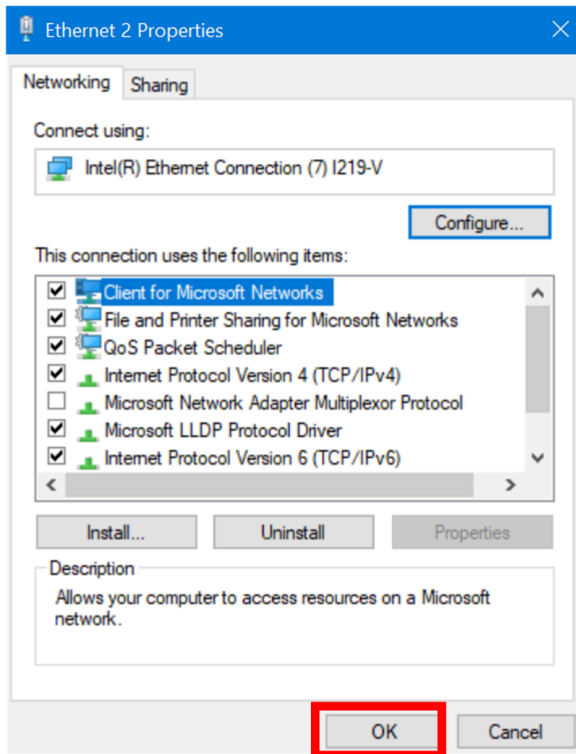 Ethernet 2 Properties
Networking
Sharing
Connect using:
Intel(R) Ethernet Connection (7) I219-V
Configure...
This connection uses the following items:
Client for Microsoft Networks
File and Printer Sharing for Microsoft Networks
QoS Packet Scheduler
Internet Protocol Version 4 (TCP/IPv4)
Microsoft Network Adapter Multiplexor Protocol
Microsoft LLDP Protocol Driver
Internet Protocol Version 6 (TCP/IPv6)
Install...
Uninstall
Properties
Description
Allows your computer to access resources on a Microsoft
network.
OK
Cancel